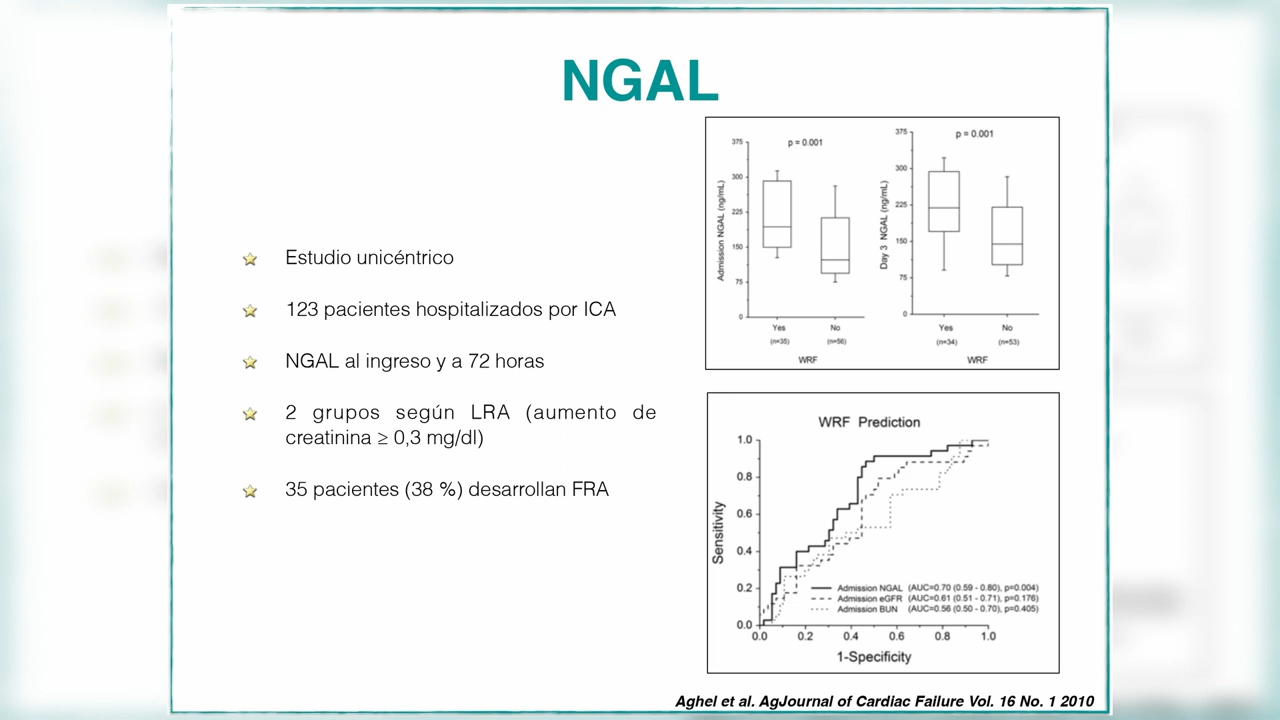 NGAL
Estudio unicéntrico
123 pacientes hospitalizados por ICA
NGAL al ingreso y a 72 horas
2 grupos según LRA (aumento de
creatinina ≥ 0,3 mg/dl)
35 pacientes (38 %) desarrollan FRA
p = 0.001
375
300
225
150
75
0
Admission NGAL (ng/mL)
Yes No
(n=35) (n=56)
WRF
p = 0.001
375
300
225
150
75
0
Day 3 NGAL (ng/mL)
Yes No
(n=34) (n=53)
WRF
WRF Prediction
1.0
0.8
0.6
0.4
0.2
0.0
Sensitivity
Admission NGAL (AUC=0.70 (0.59 - 0.80), p=0.004)
Admission eGFR (AUC=0.61 (0.51 - 0.71), p=0.176)
Admission BUN (AUC=0.56 (0.50 - 0.70), p=0.405)
0.0 0.2 0.4 0.6 0.8 1.0
1-Specificity
Aghel et al. AgJournal of Cardiac Failure Vol. 16 No. 1 2010